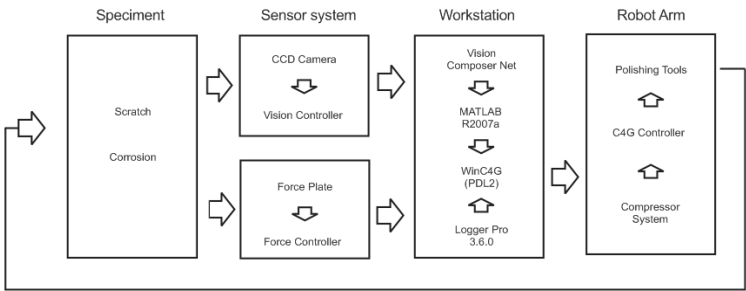 Speciment
Sensor system
Workstation
Robot Arm
Scratch
Corrosion
CCD Camera
Vision Controller
Force Plate
Force Controller
Vision
Composer Net
MATLAB
R2007a
WinC4G
(PDL2)
Logger Pro
3.6.0
Polishing Tools
C4G Controller
Compressor
System